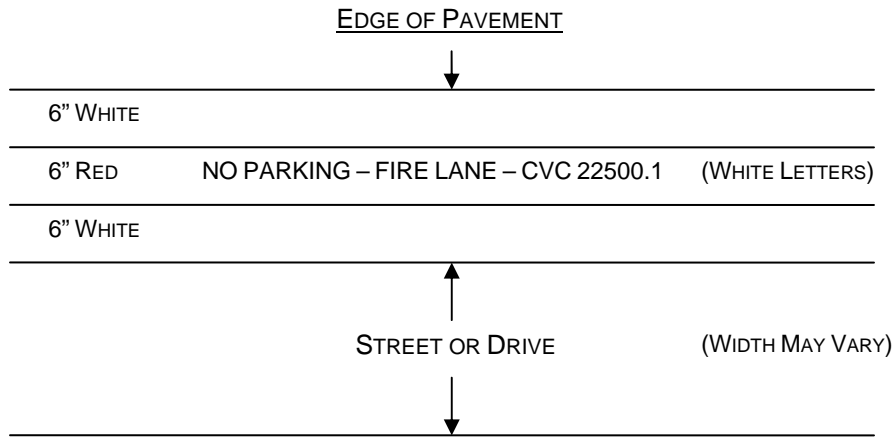 EDGE OF PAVEMENT
6” WHITE
6” RED NO PARKING – FIRE LANE – CVC 22500.1 (WHITE LETTERS)
6” WHITE
STREET OR DRIVE (WIDTH MAY VARY)